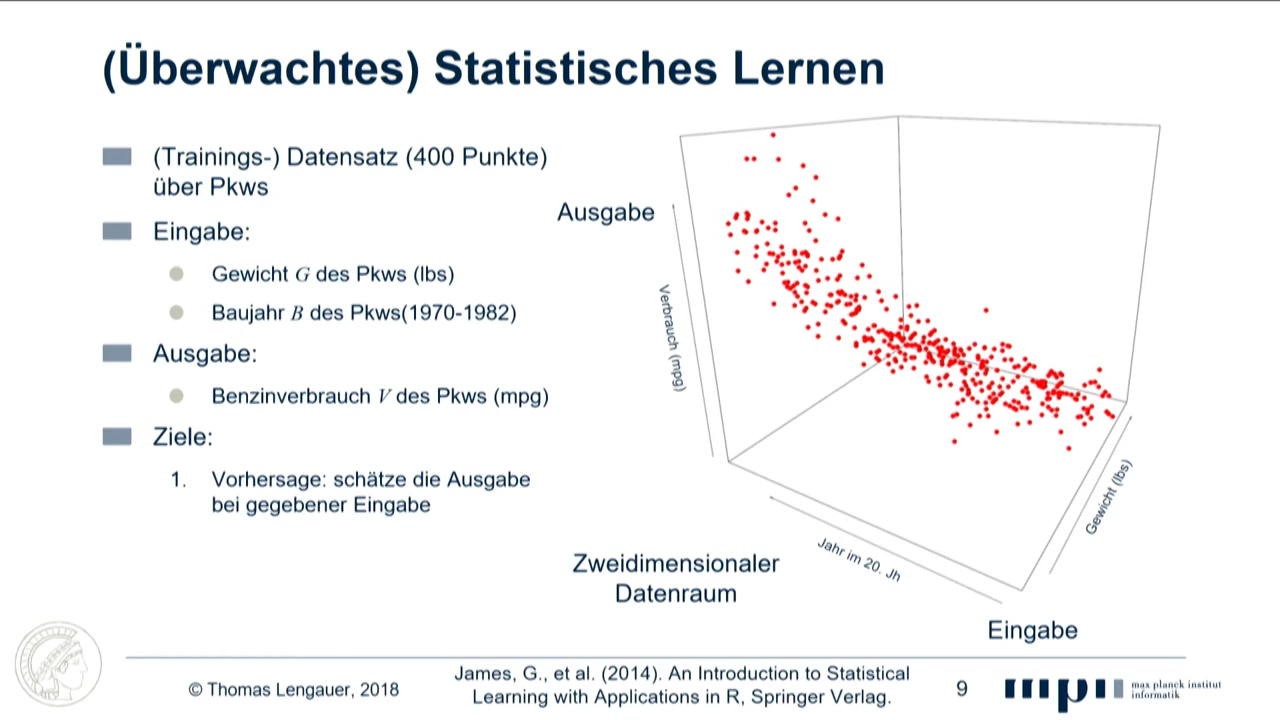 (Überwachtes) Statistisches Lernen
(Trainings-) Datensatz (400 Punkte)
über Pkws
Eingabe:
Gewicht G des Pkws (lbs)
Baujahr B des Pkws(1970-1982)
Ausgabe:
Benzinverbrauch V des Pkws (mpg)
Ziele:
1. Vorhersage: schätze die Ausgabe
bei gegebener Eingabe
Ausgabe
Verbrauch (mpg)
Jahr im 20. Jh
Gewicht (lbs)
Zweidimensionaler
Datenraum
Eingabe
© Thomas Lengauer, 2018
James, G., et al. (2014). An Introduction to Statistical
Learning with Applications in R, Springer Verlag.
9
mpi
max planck institut
informatik